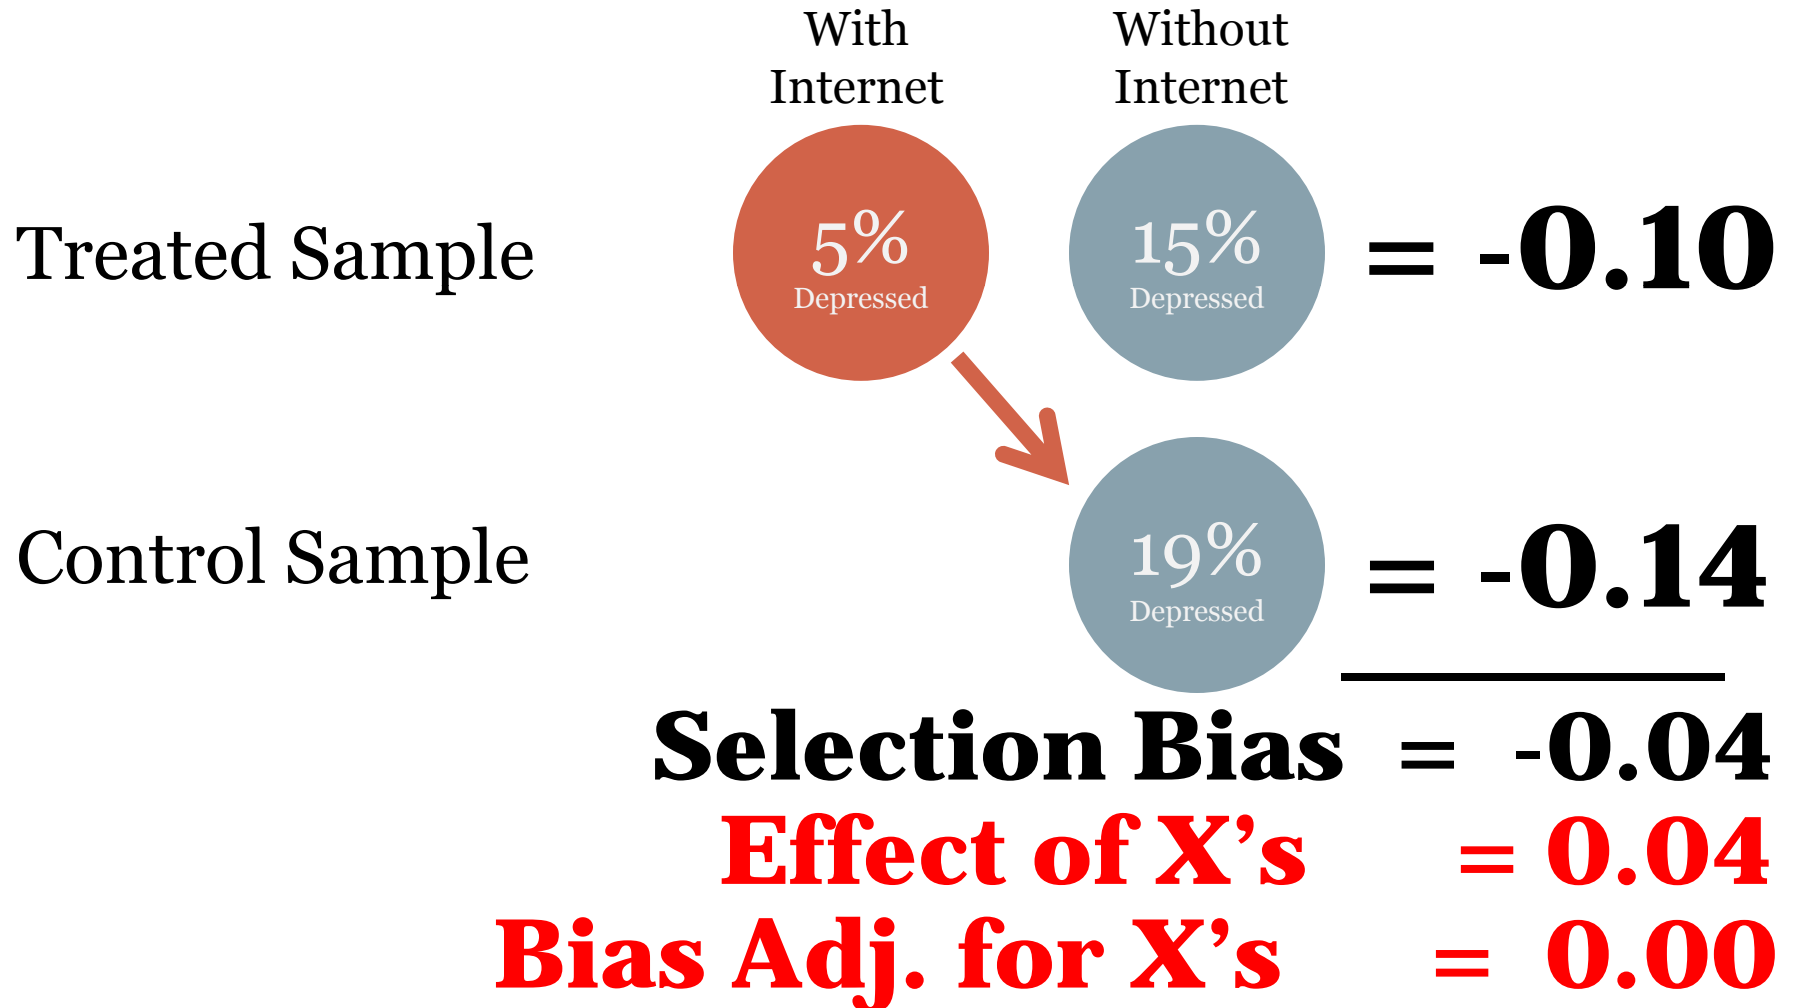 With
Internet
Without
Internet
Treated Sample
5%
Depressed
15%
Depressed
= -0.10
Control Sample
19%
Depressed
= -0.14
Selection Bias = -0.04
Effect of X’s = 0.04
Bias Adj. for X’s = 0.00